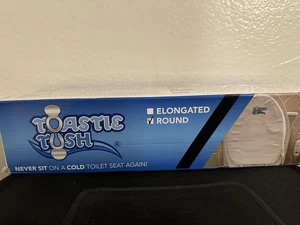 TOASTIE
TUSH®
ELONGATED
ROUND
NEVER SIT ON A COLD TOILET SEAT AGAIN!